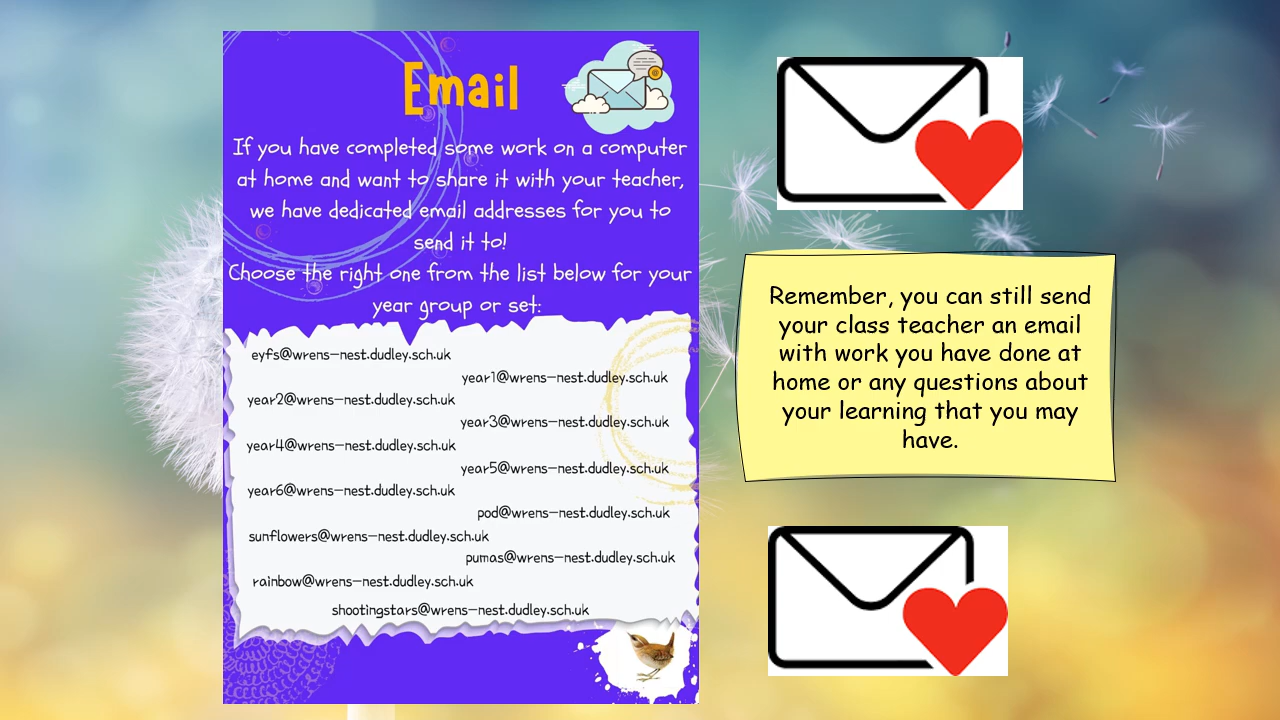 Email
If you have completed some work on a computer
at home and want to share it with your teacher,
we have dedicated email addresses for you to
send it to!
Choose the right one from the list below for your
year group or set:
eyfs@wrens-nest.dudley.sch.uk
year1@wrens-nest.dudley.sch.uk
year2@wrens-nest.dudley.sch.uk
year3@wrens-nest.dudley.sch.uk
year4@wrens-nest.dudley.sch.uk
year5@wrens-nest.dudley.sch.uk
year6@wrens-nest.dudley.sch.uk
pod@wrens-nest.dudley.sch.uk
sunflowers@wrens-nest.dudley.sch.uk
pumas@wrens-nest.dudley.sch.uk
rainbow@wrens-nest.dudley.sch.uk
shootingstars@wrens-nest.dudley.sch.uk
Remember, you can still send
your class teacher an email
with work you have done at
home or any questions about
your learning that you may
have.